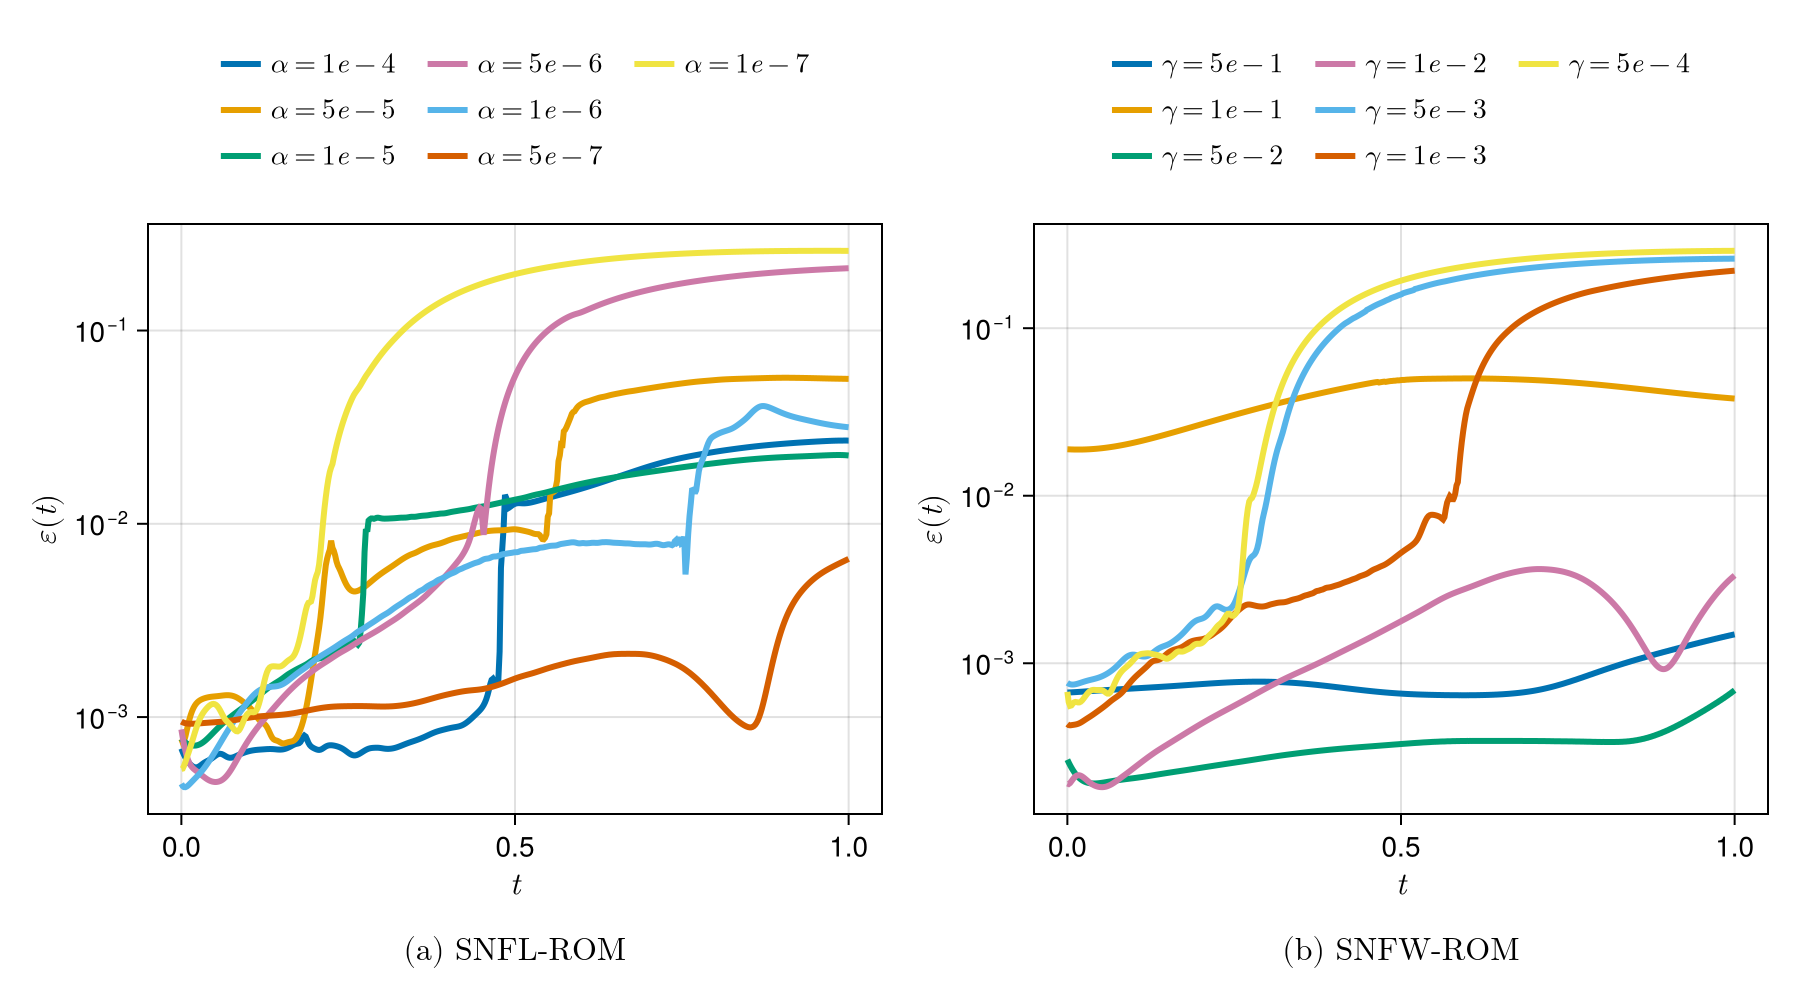 α = 1e − 4 α = 5e − 6 α = 1e − 7
α = 5e − 5 α = 1e − 6
α = 1e − 5 α = 5e − 7
10⁻¹
10⁻²
10⁻³
ε(t)
0.0 0.5 1.0
t
(a) SNFL-ROM
γ = 5e − 1 γ = 1e − 2 γ = 5e − 4
γ = 1e − 1 γ = 5e − 3
γ = 5e − 2 γ = 1e − 3
10⁻¹
10⁻²
10⁻³
ε(t)
0.0 0.5 1.0
t
(b) SNFW-ROM